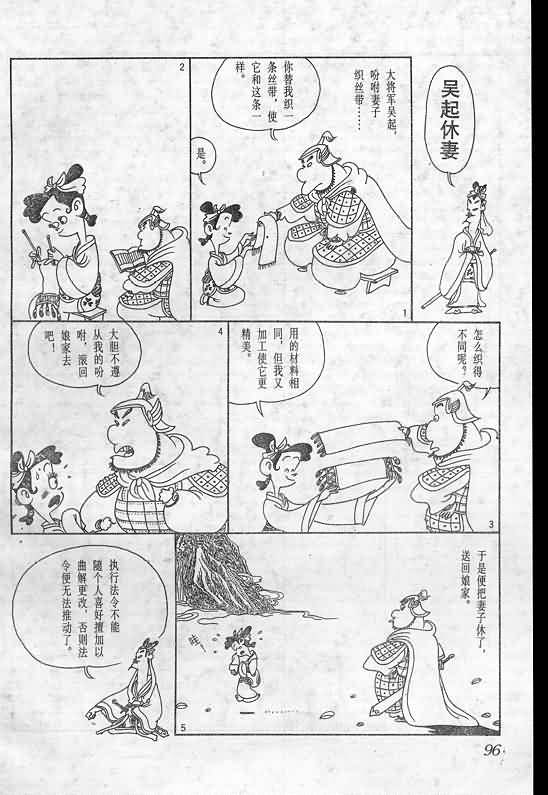 吴起休妻
大将军吴起，
吩咐妻子
织丝带……
你替我织一
条丝带，使
它和这条一
样。
是。
1
2
怎么织得
不同呢？
用的材料相
同，但我又
加工使它更
精美。
3
大胆不遵
从我的吩
咐，滚回
娘家去
吧！
4
于是便把妻子休了，
送回娘家。
哇！
5
执行法令不能
随个人喜好擅加以
曲解更改，否则法
令便无法推动了。
96